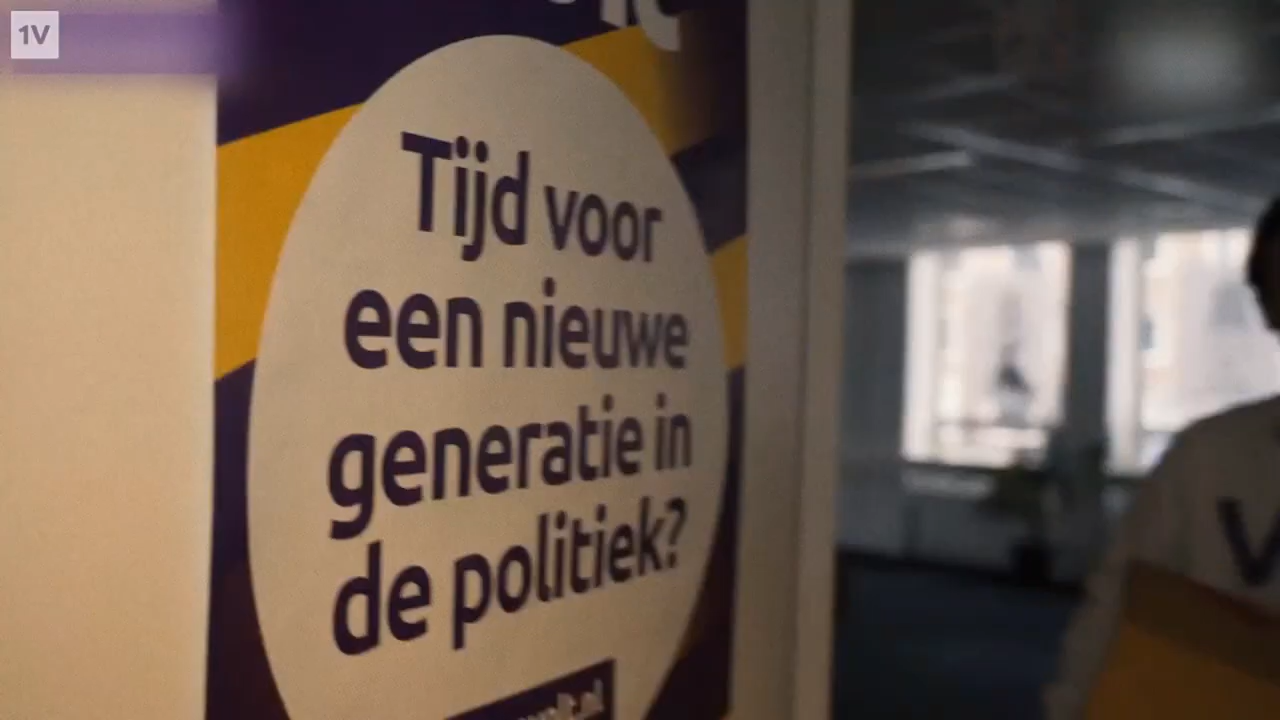 1V
Tijd voor
een nieuwe
generatie in
de politiek?
V